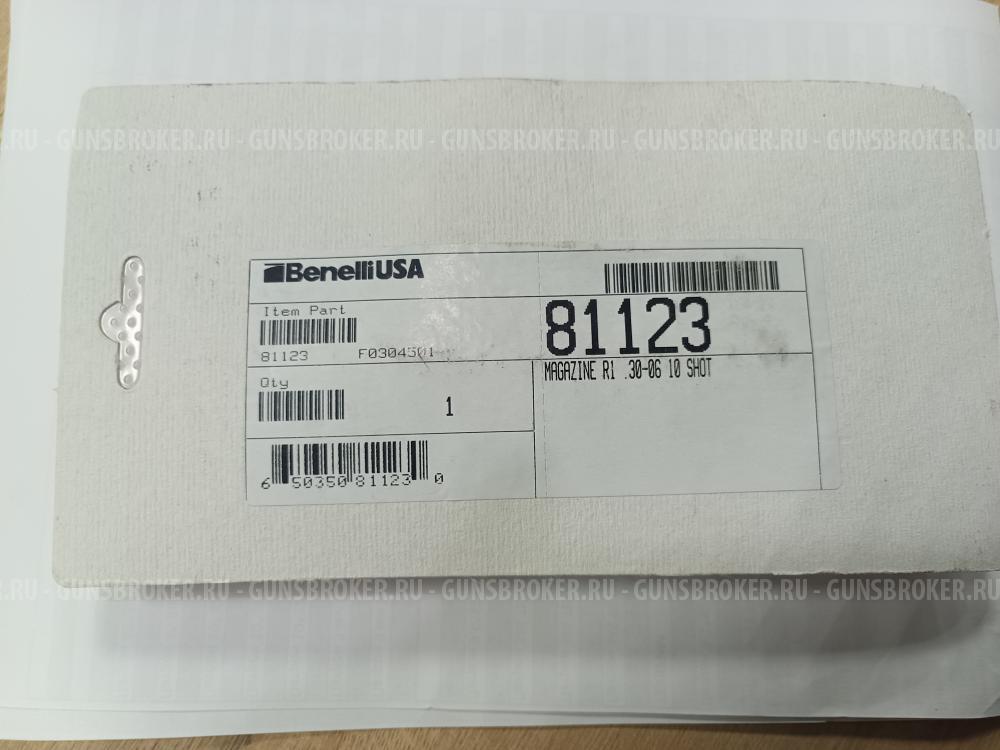 .RU - GUNSBROKER.RU - GUNSBROKER.RU - GUNSBROKER.RU - GUNSBROKER.RU - GUNSBROKER.RU
BenelliUSA
Item Part
81123 F0304501
81123
MAGAZINE R1 .30-06 10 SHOT
Qty
1
6 50350 81123 0
.RU - GUNSBROKER.RU - GUNSBROKER.RU - GUNSBROKER.RU - GUNSBROKER.RU - GUNSBROKER.RU